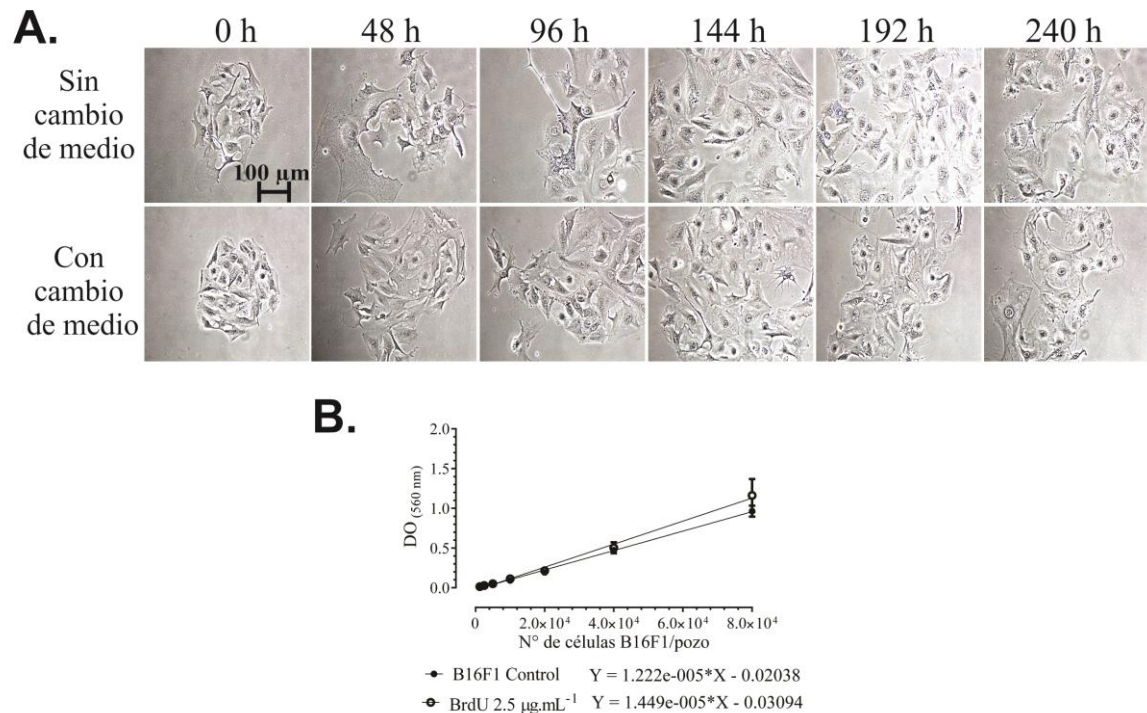 A.
0 h 48 h 96 h 144 h 192 h 240 h
Sin
cambio
de medio
100 µm
Con
cambio
de medio
B.
2.0
1.5
1.0
0.5
0.0
DO (560 nm)
0 2.0×10⁴ 4.0×10⁴ 6.0×10⁴ 8.0×10⁴
N° de células B16F1/pozo
B16F1 Control Y = 1.222e-005*X - 0.02038
BrdU 2.5 µg.mL⁻¹ Y = 1.449e-005*X - 0.03094